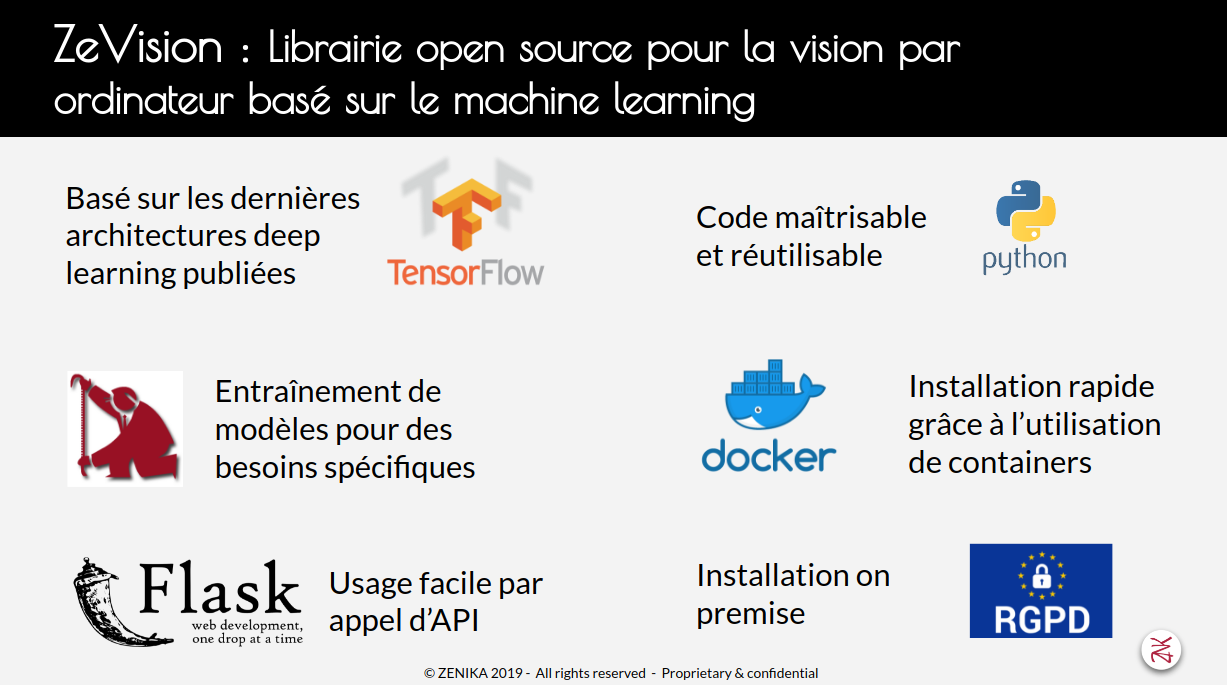 ZeVision : Librairie open source pour la vision par
ordinateur basé sur le machine learning
Basé sur les dernières
architectures deep
learning publiées
TensorFlow
Code maîtrisable
et réutilisable
python
Entraînement de
modèles pour des
besoins spécifiques
docker
Installation rapide
grâce à l’utilisation
de containers
Flask
web development,
one drop at a time
Usage facile par
appel d’API
Installation on
premise
RGPD
© ZENIKA 2019 - All rights reserved - Proprietary & confidential